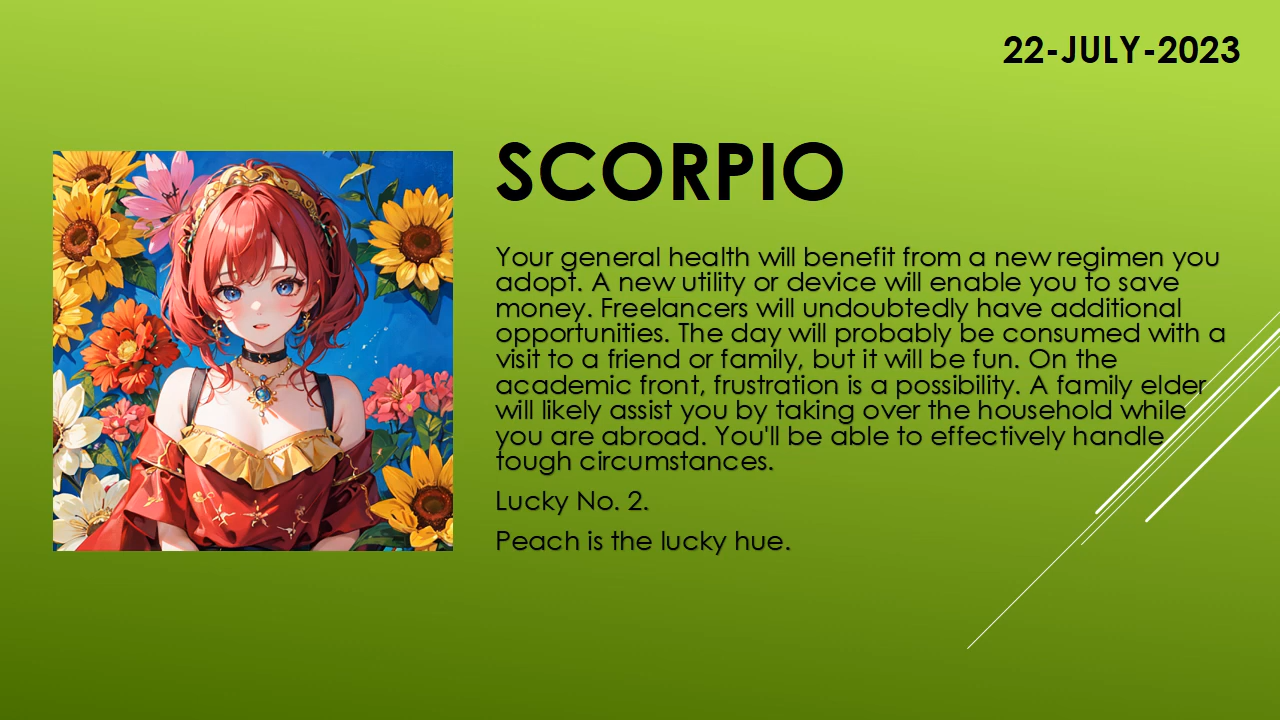 22-JULY-2023
SCORPIO
Your general health will benefit from a new regimen you
adopt. A new utility or device will enable you to save
money. Freelancers will undoubtedly have additional
opportunities. The day will probably be consumed with a
visit to a friend or family, but it will be fun. On the
academic front, frustration is a possibility. A family elder
will likely assist you by taking over the household while
you are abroad. You'll be able to effectively handle
tough circumstances.
Lucky No. 2.
Peach is the lucky hue.